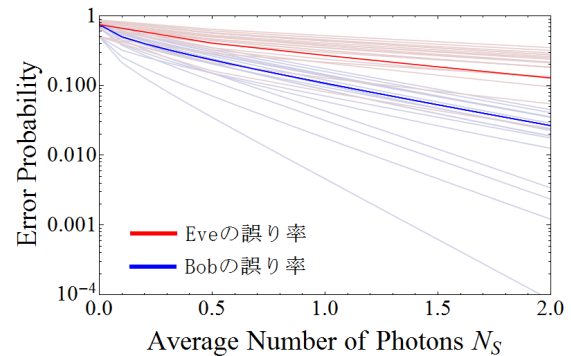 1
0.100
0.010
0.001
10⁻⁴
Error Probability
Eveの誤り率
Bobの誤り率
0.0 0.5 1.0 1.5 2.0
Average Number of Photons N_S